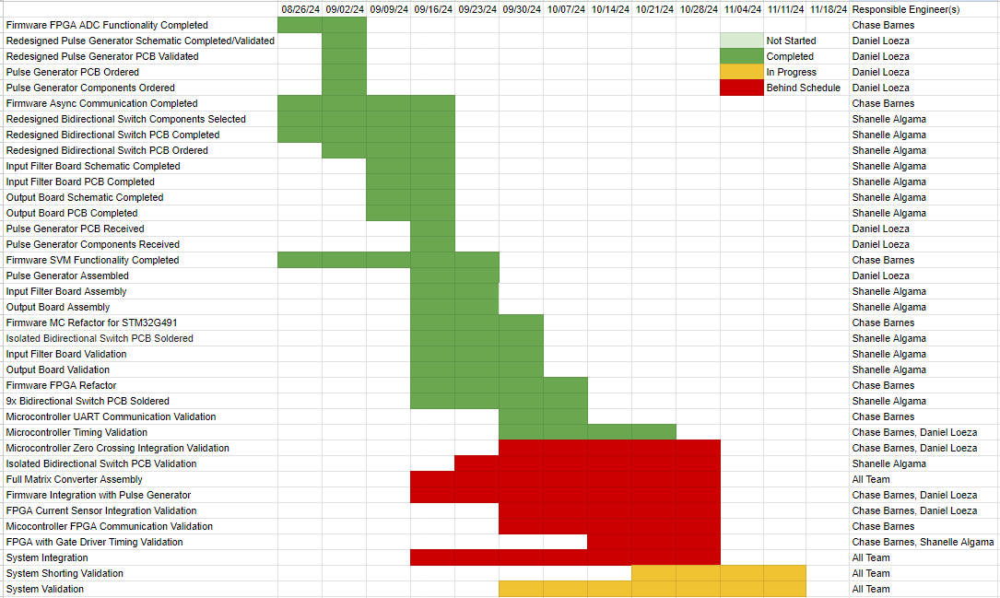 08/26/24 09/02/24 09/09/24 09/16/24 09/23/24 09/30/24 10/07/24 10/14/24 10/21/24 10/28/24 11/04/24 11/11/24 11/18/24 Responsible Engineer(s)
Firmware FPGA ADC Functionality Completed Chase Barnes
Redesigned Pulse Generator Schematic Completed/Validated Not Started Daniel Loeza
Redesigned Pulse Generator PCB Validated Completed Daniel Loeza
Pulse Generator PCB Ordered In Progress Daniel Loeza
Pulse Generator Components Ordered Behind Schedule Daniel Loeza
Firmware Async Communication Completed Chase Barnes
Redesigned Bidirectional Switch Components Selected Shanelle Algama
Redesigned Bidirectional Switch PCB Completed Shanelle Algama
Redesigned Bidirectional Switch PCB Ordered Shanelle Algama
Input Filter Board Schematic Completed Shanelle Algama
Input Filter Board PCB Completed Shanelle Algama
Output Board Schematic Completed Shanelle Algama
Output Board PCB Completed Shanelle Algama
Pulse Generator PCB Received Daniel Loeza
Pulse Generator Components Received Daniel Loeza
Firmware SVM Functionality Completed Chase Barnes
Pulse Generator Assembled Daniel Loeza
Input Filter Board Assembly Shanelle Algama
Output Board Assembly Shanelle Algama
Firmware MC Refactor for STM32G491 Chase Barnes
Isolated Bidirectional Switch PCB Soldered Shanelle Algama
Input Filter Board Validation Shanelle Algama
Output Board Validation Shanelle Algama
Firmware FPGA Refactor Chase Barnes
9x Bidirectional Switch PCB Soldered Shanelle Algama
Microcontroller UART Communication Validation Chase Barnes
Microcontroller Timing Validation Chase Barnes, Daniel Loeza
Microcontroller Zero Crossing Integration Validation Chase Barnes, Daniel Loeza
Isolated Bidirectional Switch PCB Validation Shanelle Algama
Full Matrix Converter Assembly All Team
Firmware Integration with Pulse Generator Chase Barnes, Daniel Loeza
FPGA Current Sensor Integration Validation Chase Barnes, Daniel Loeza
Micocontroller FPGA Communication Validation Chase Barnes
FPGA with Gate Driver Timing Validation Chase Barnes, Shanelle Algama
System Integration All Team
System Shorting Validation All Team
System Validation All Team